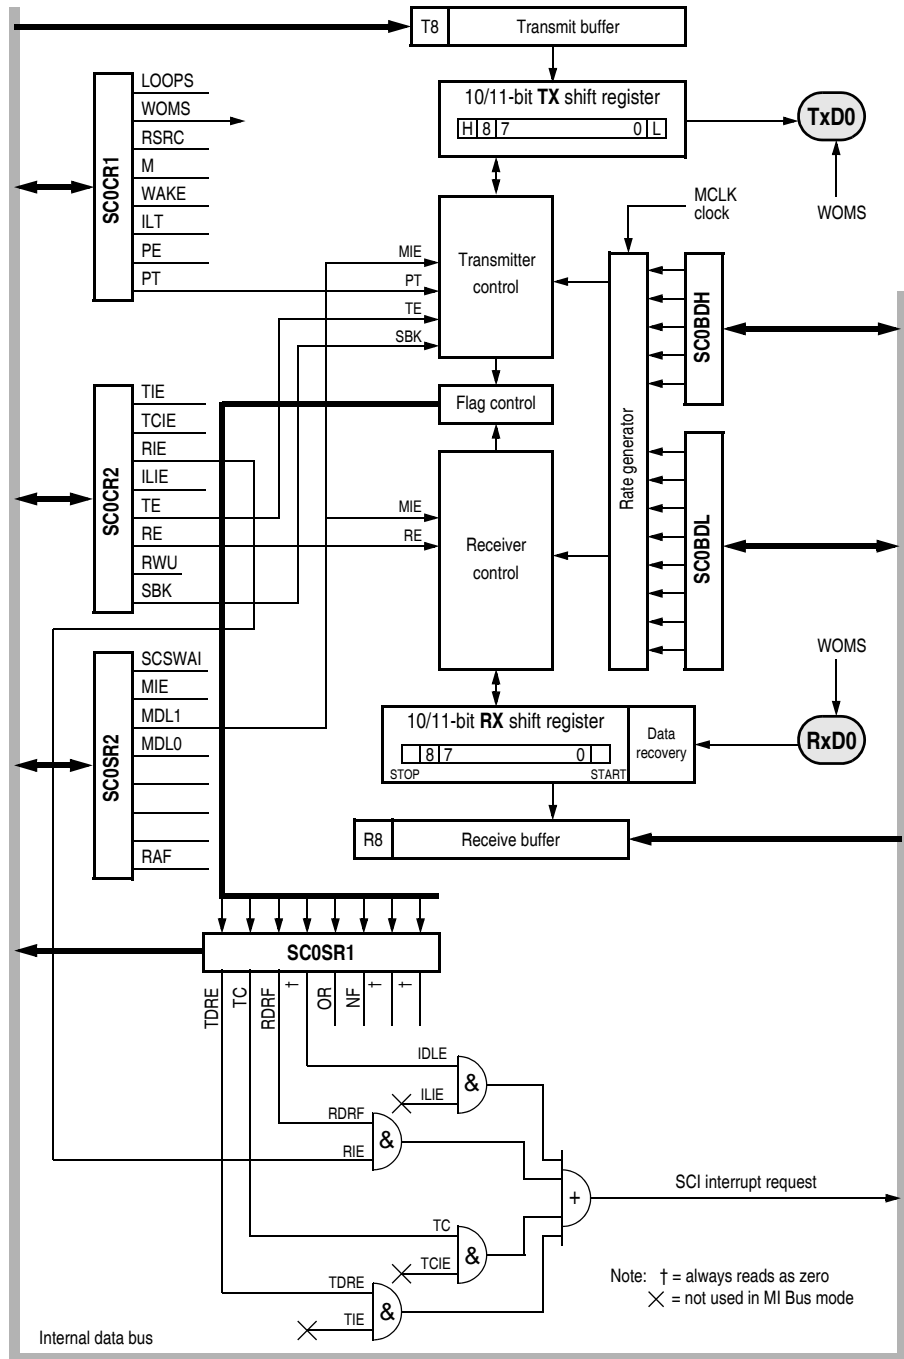 T8 Transmit buffer
10/11-bit TX shift register
H 8 7 0 L
TxD0
WOMS
MCLK
clock
SC0CR1
LOOPS
WOMS
RSRC
M
WAKE
ILT
PE
PT
MIE
PT
TE
SBK
Transmitter
control
Rate generator
SC0BDH
Flag control
SC0CR2
TIE
TCIE
RIE
ILIE
TE
RE
RWU
SBK
MIE
RE
Receiver
control
SC0BDL
SC0SR2
SCSWAI
MIE
MDL1
MDL0
RAF
WOMS
10/11-bit RX shift register
8 7 0
STOP START
Data
recovery
RxD0
R8 Receive buffer
SC0SR1
TDRE
TC
RDRF
†
OR
NF
†
†
IDLE
&
ILIE
RDRF
&
RIE
SCI interrupt request
+
TC
&
TCIE
TDRE
&
TIE
Note: † = always reads as zero
= not used in MI Bus mode
Internal data bus